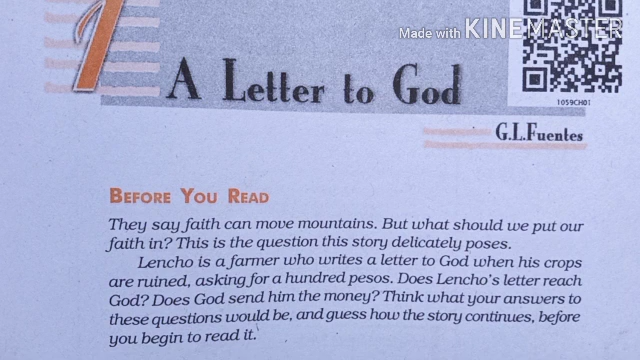 1
Made with KINEMASTER
A Letter to God
1059CH01
G.L.Fuentes
BEFORE YOU READ
They say faith can move mountains. But what should we put our
faith in? This is the question this story delicately poses.
Lencho is a farmer who writes a letter to God when his crops
are ruined, asking for a hundred pesos. Does Lencho's letter reach
God? Does God send him the money? Think what your answers to
these questions would be, and guess how the story continues, before
you begin to read it.